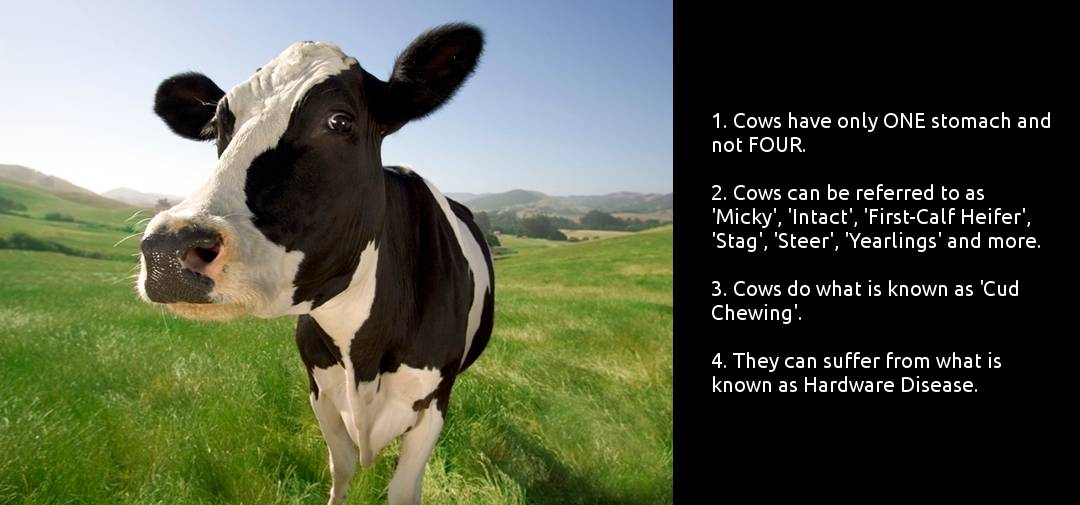 1. Cows have only ONE stomach and
not FOUR.
2. Cows can be referred to as
'Micky', 'Intact', 'First-Calf Heifer',
'Stag', 'Steer', 'Yearlings' and more.
3. Cows do what is known as 'Cud
Chewing'.
4. They can suffer from what is
known as Hardware Disease.